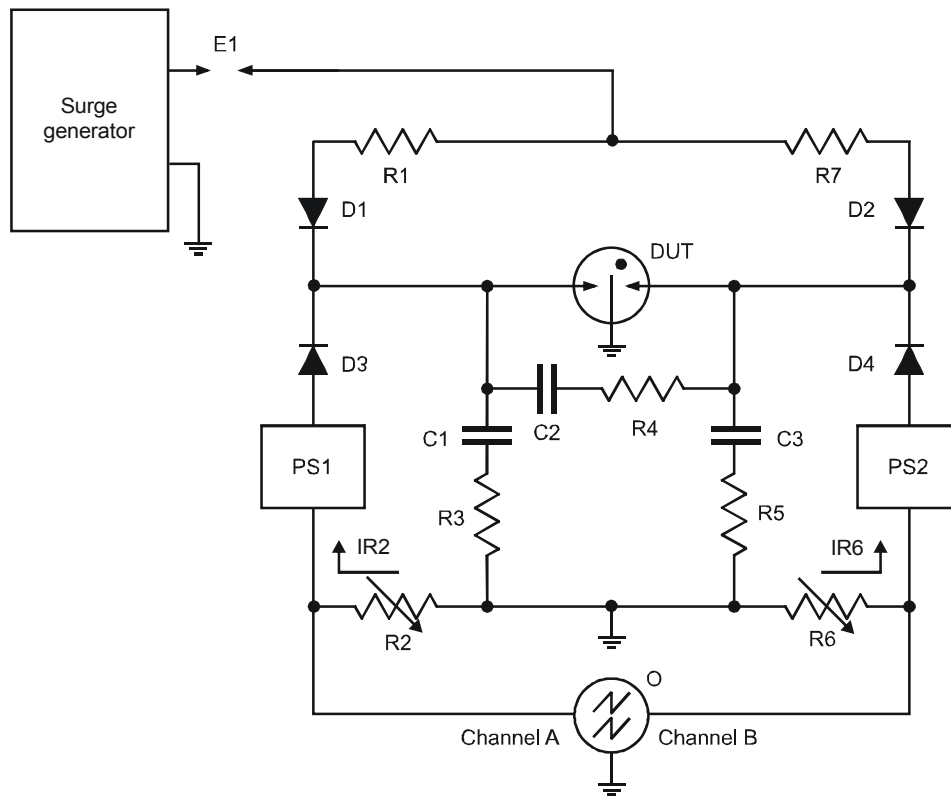 E1
Surge
generator
R1
R7
D1
D2
DUT
D3
D4
C1
C2
R4
C3
PS1
PS2
R3
R5
IR2
IR6
R2
R6
O
Channel A
Channel B